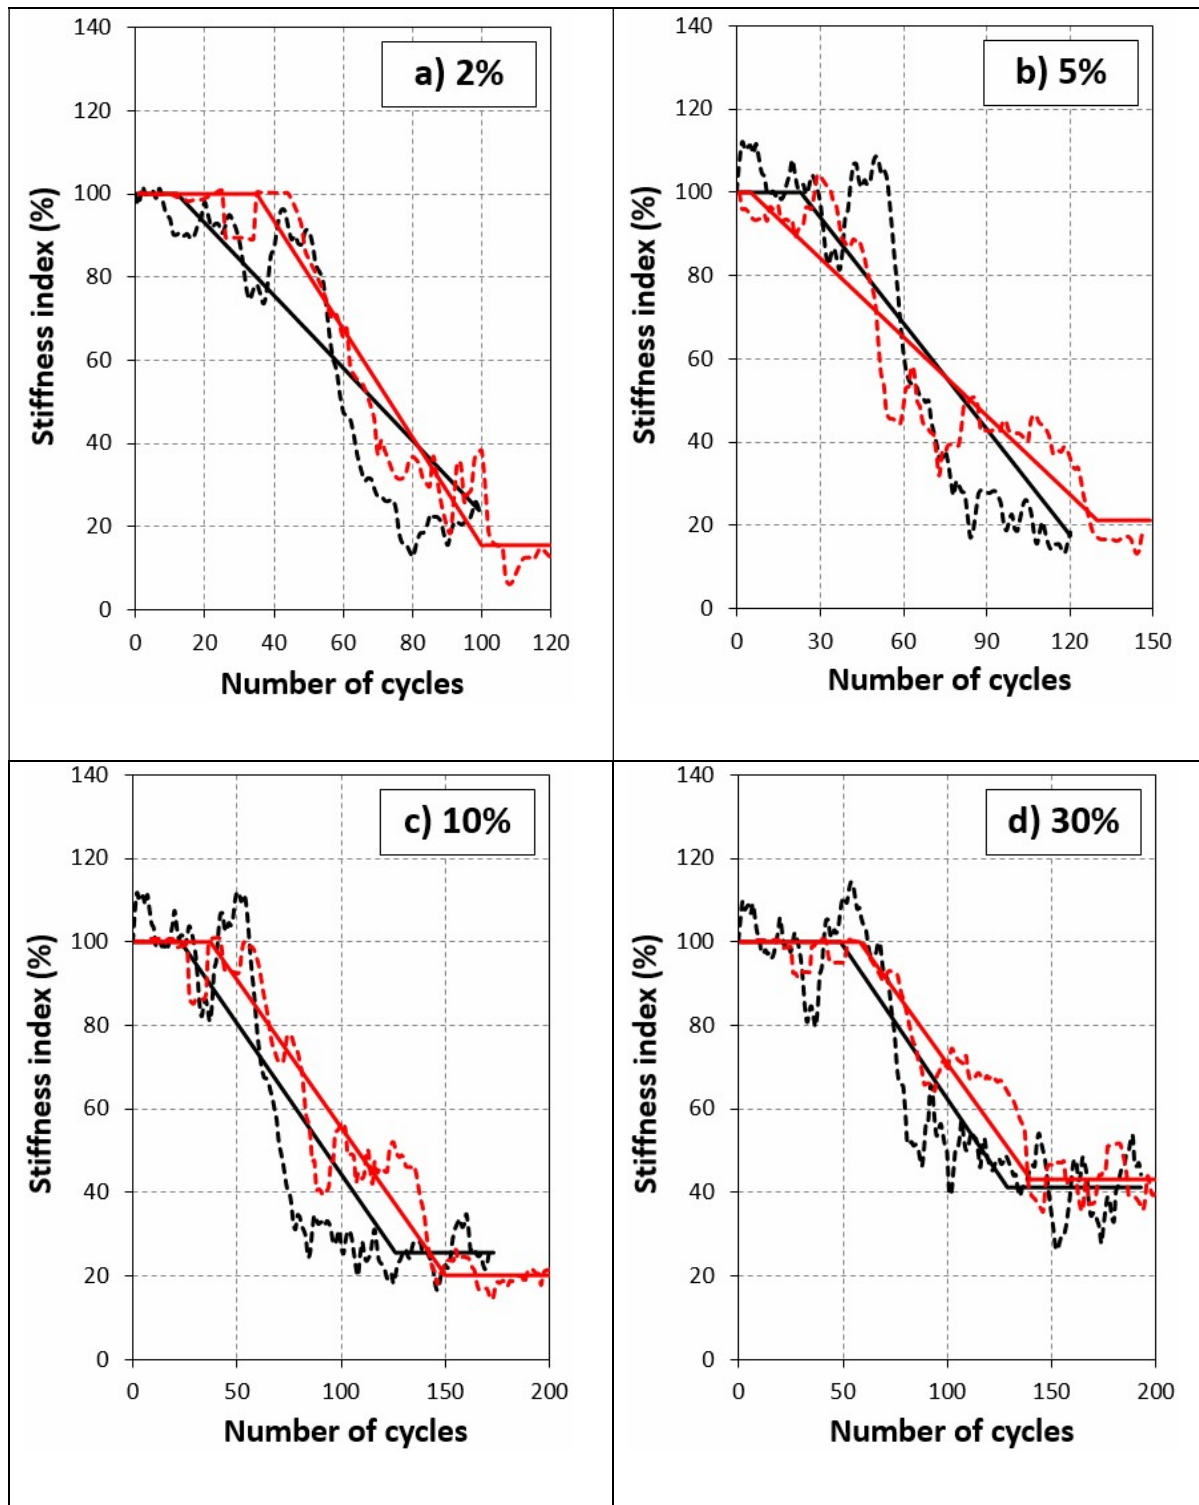 a) 2%
140
120
100
80
60
40
20
0
Stiffness index (%)
0 20 40 60 80 100 120
Number of cycles
b) 5%
140
120
100
80
60
40
20
0
Stiffness index (%)
0 30 60 90 120 150
Number of cycles
c) 10%
140
120
100
80
60
40
20
0
Stiffness index (%)
0 50 100 150 200
Number of cycles
d) 30%
140
120
100
80
60
40
20
0
Stiffness index (%)
0 50 100 150 200
Number of cycles